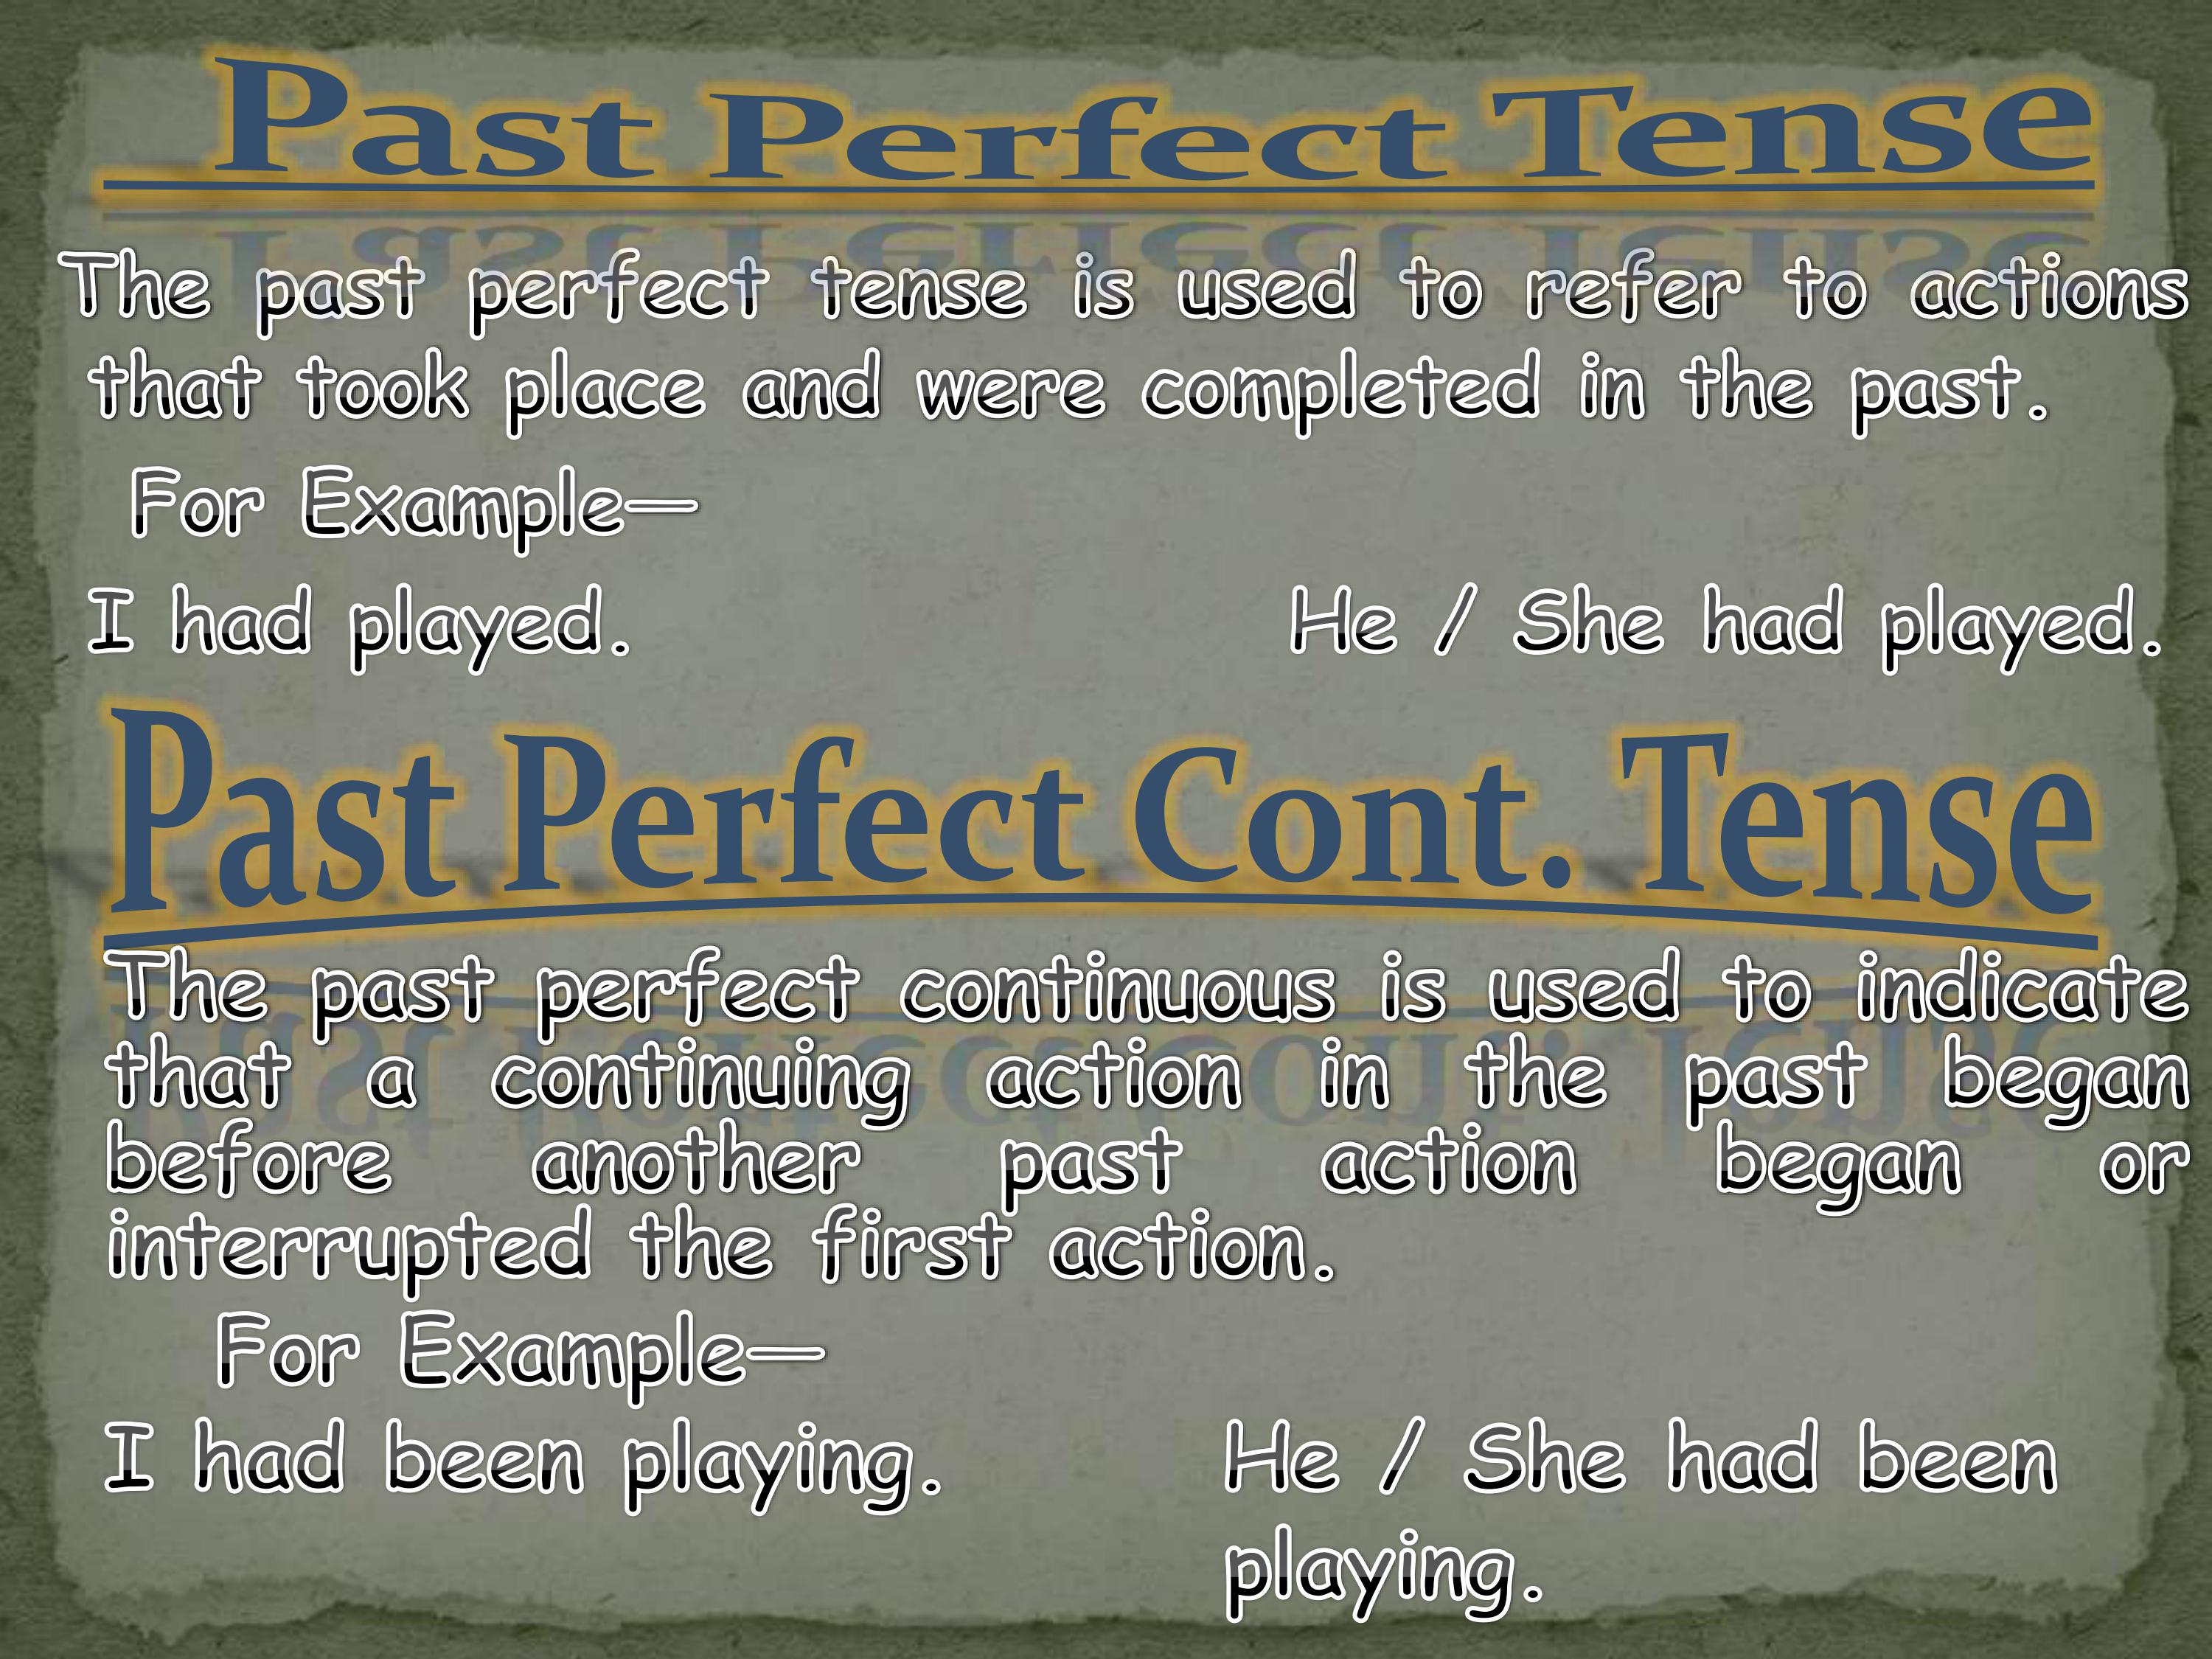 Past Perfect Tense
The past perfect tense is used to refer to actions
that took place and were completed in the past.
For Example—
I had played. He / She had played.
Past Perfect Cont. Tense
The past perfect continuous is used to indicate
that a continuing action in the past began
before another past action began or
interrupted the first action.
For Example—
I had been playing. He / She had been
playing.